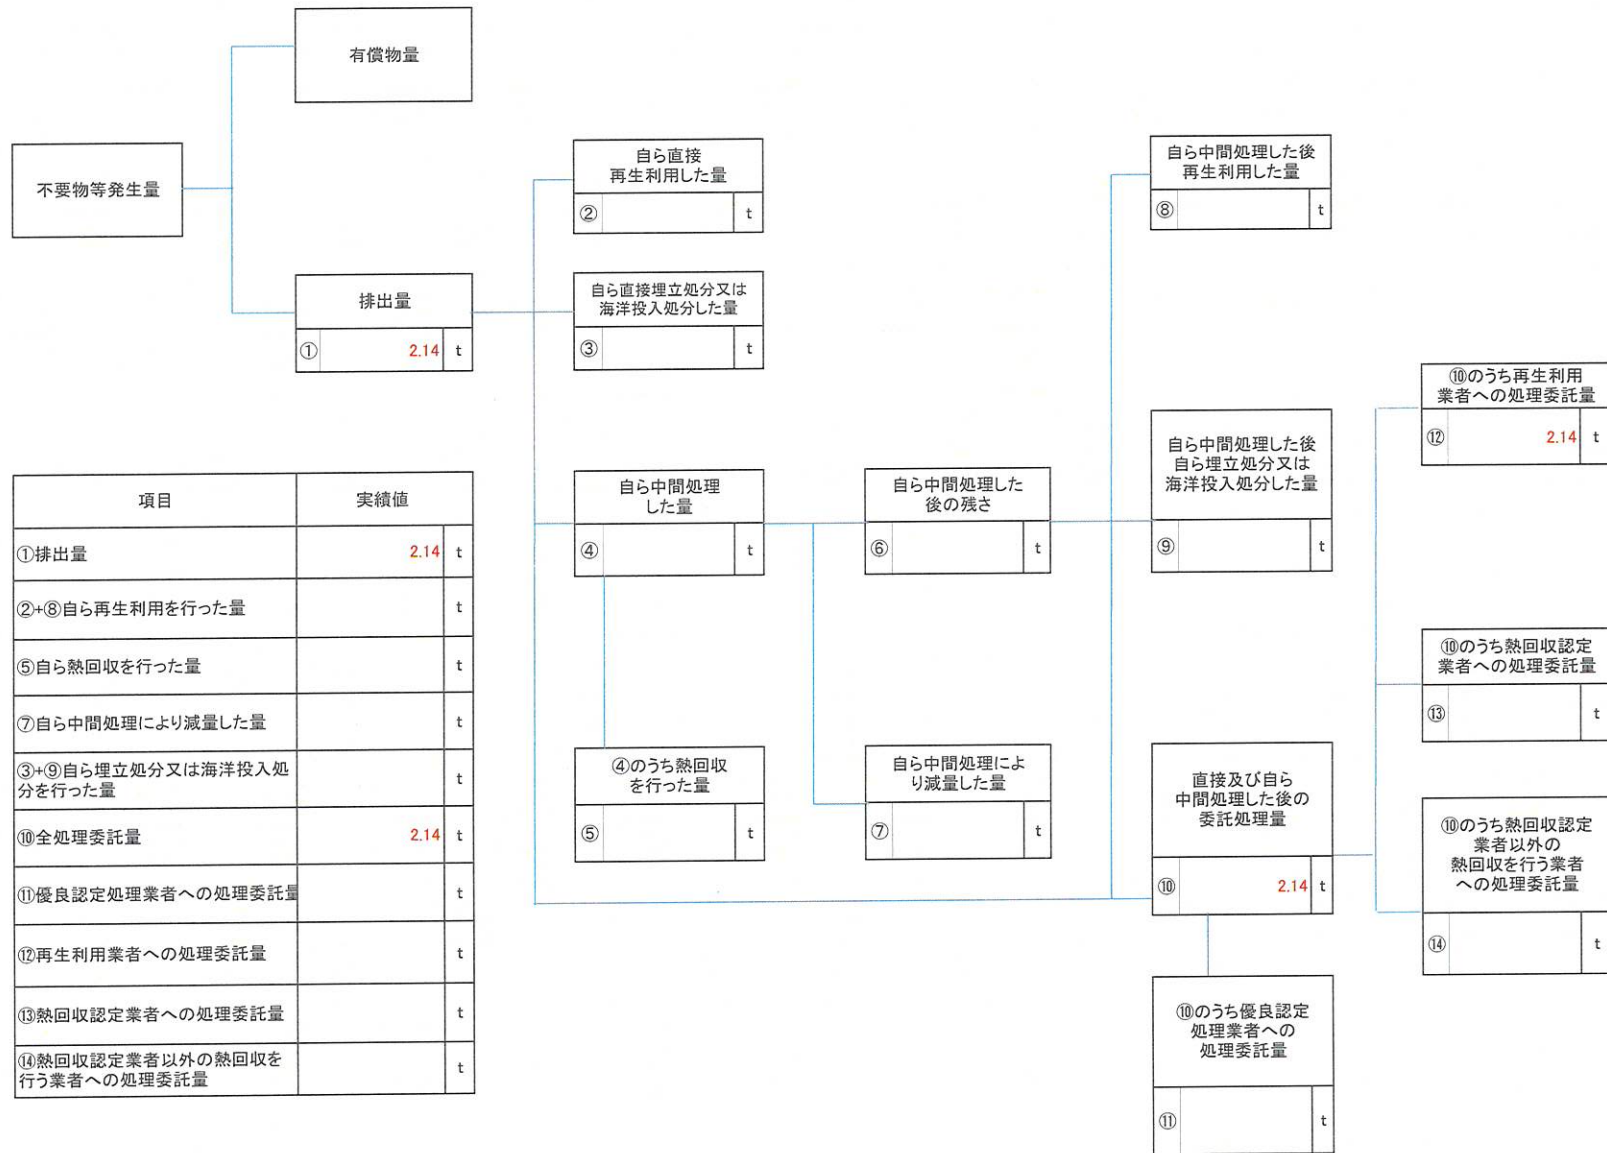 有償物量
不要物等発生量
排出量
① 2.14 t
自ら直接
再生利用した量
② t
自ら直接埋立処分又は
海洋投入処分した量
③ t
自ら中間処理
した量
④ t
④のうち熱回収
を行った量
⑤ t
自ら中間処理した
後の残さ
⑥ t
自ら中間処理によ
り減量した量
⑦ t
自ら中間処理した後
再生利用した量
⑧ t
自ら中間処理した後
自ら埋立処分又は
海洋投入処分した量
⑨ t
直接及び自ら
中間処理した後の
委託処理量
⑩ 2.14 t
⑩のうち優良認定
処理業者への
処理委託量
⑪ t
⑩のうち再生利用
業者への処理委託量
⑫ 2.14 t
⑩のうち熱回収認定
業者への処理委託量
⑬ t
⑩のうち熱回収認定
業者以外の
熱回収を行う業者
への処理委託量
⑭ t
項目 実績値
①排出量 2.14 t
②+⑧自ら再生利用を行った量 t
⑤自ら熱回収を行った量 t
⑦自ら中間処理により減量した量 t
③+⑨自ら埋立処分又は海洋投入処
分を行った量 t
⑩全処理委託量 2.14 t
⑪優良認定処理業者への処理委託量 t
⑫再生利用業者への処理委託量 t
⑬熱回収認定業者への処理委託量 t
⑭熱回収認定業者以外の熱回収を
行う業者への処理委託量 t